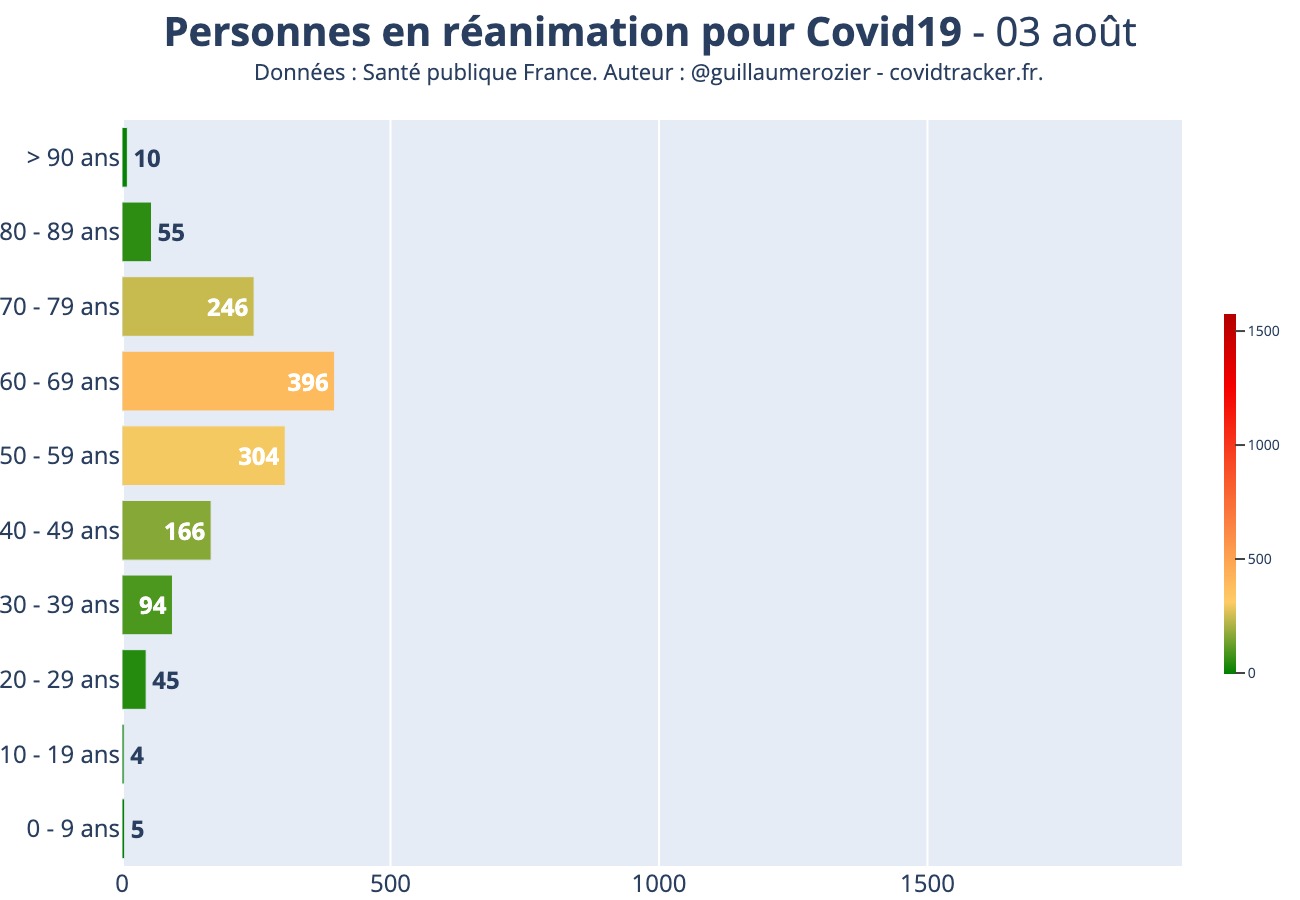 Personnes en réanimation pour Covid19 - 03 août
Données : Santé publique France. Auteur : @guillaumerozier - covidtracker.fr.
> 90 ans 10
80 - 89 ans 55
70 - 79 ans 246
60 - 69 ans 396
50 - 59 ans 304
40 - 49 ans 166
30 - 39 ans 94
20 - 29 ans 45
10 - 19 ans 4
0 - 9 ans 5
0 500 1000 1500
1500
1000
500
0